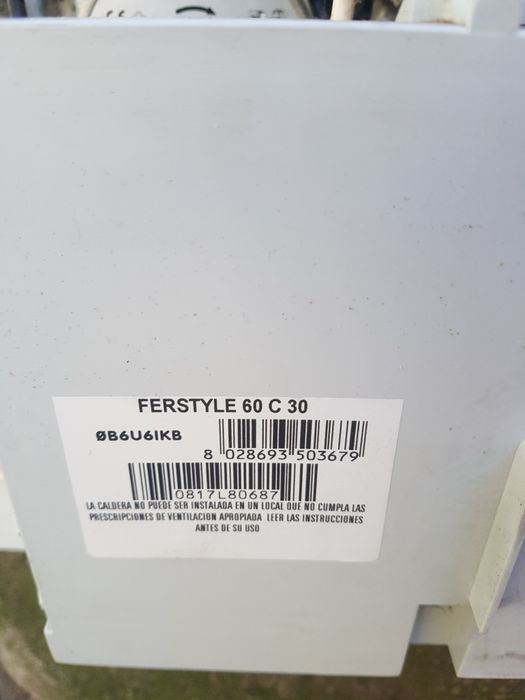 FERSTYLE 60 C 30
ØB6U6IKB
8 028693 503679
0817L80687
LA CALDERA NO PUEDE SER INSTALADA EN UN LOCAL QUE NO CUMPLA LAS
PRESCRIPCIONES DE VENTILACION APROPIADA LEER LAS INSTRUCCIONES
ANTES DE SU USO